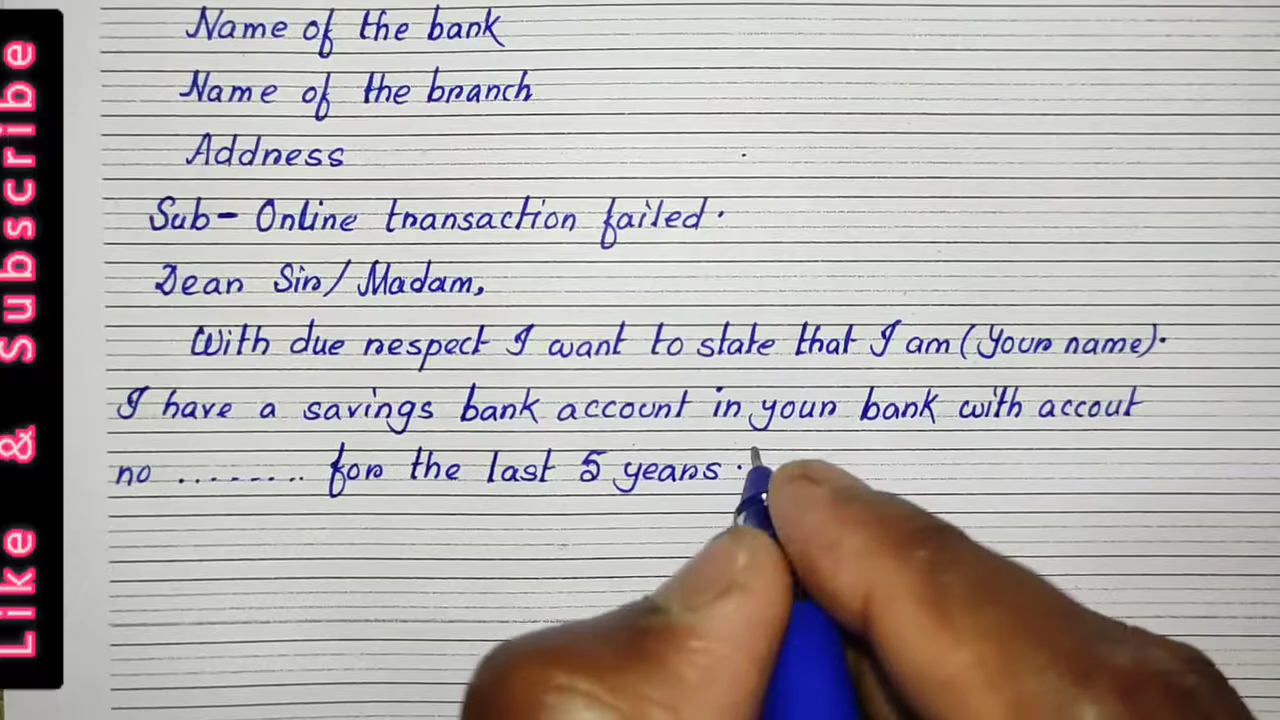 Name of the bank
Name of the branch
Address
Sub- Online transaction failed.
Dear Sir/Madam,
With due respect I want to state that I am (Your name).
I have a savings bank account in your bank with accout
no ........ for the last 5 years.
Like & Subscribe